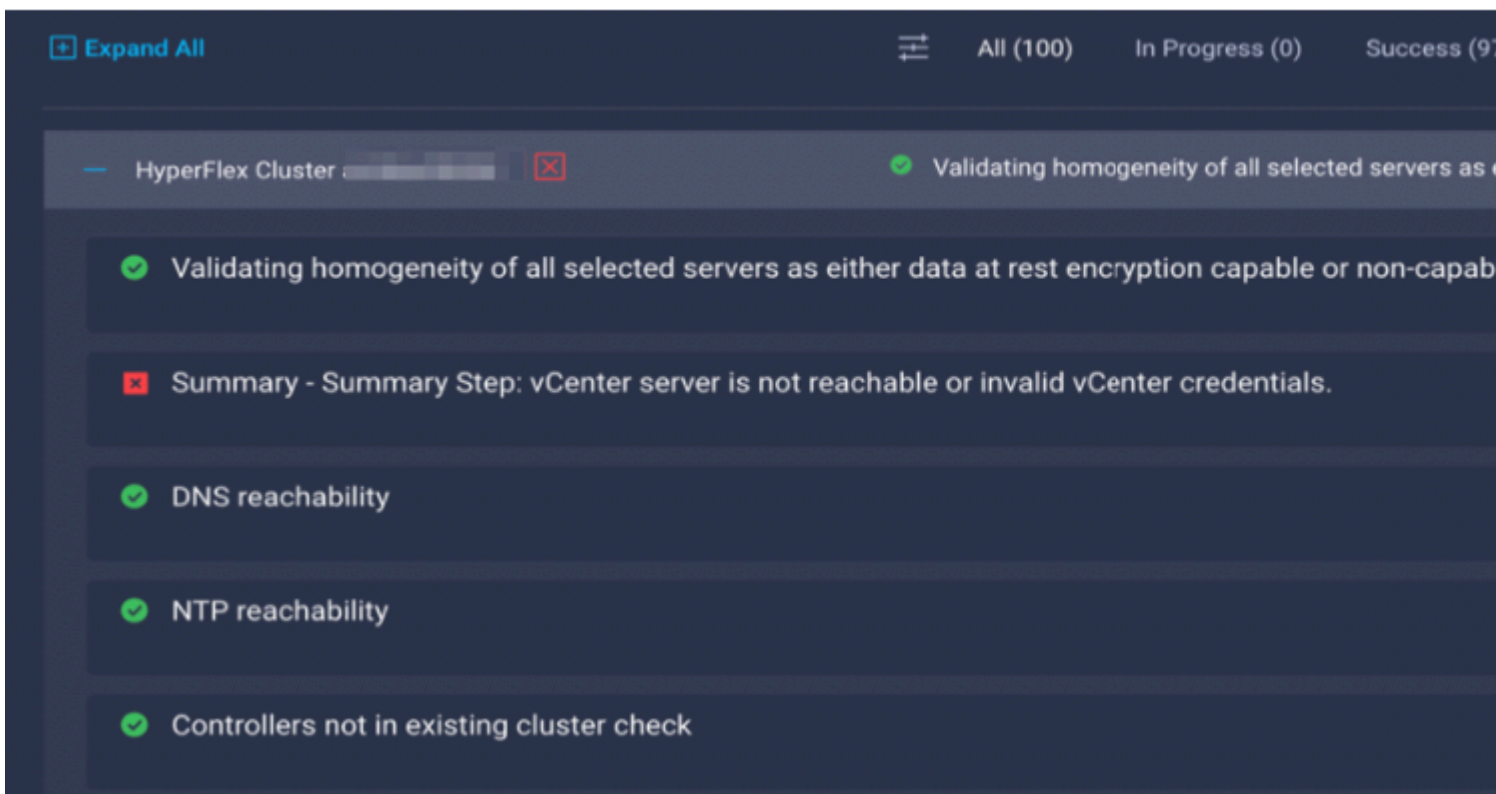 Expand All
All (100) In Progress (0) Success (97
HyperFlex Cluster
Validating homogeneity of all selected servers as e
Validating homogeneity of all selected servers as either data at rest encryption capable or non-capab
Summary - Summary Step: vCenter server is not reachable or invalid vCenter credentials.
DNS reachability
NTP reachability
Controllers not in existing cluster check